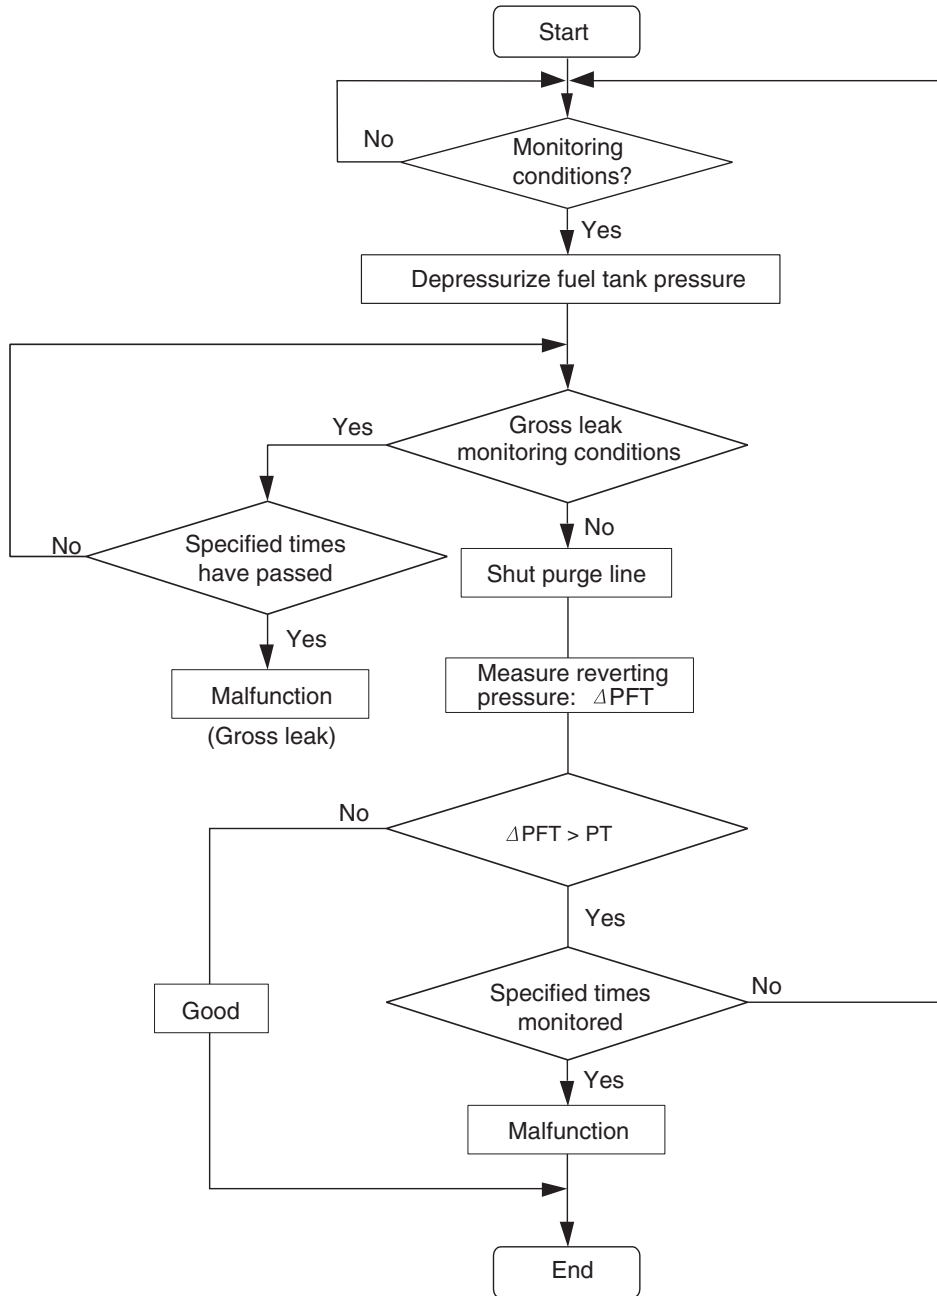 Start
No
Monitoring
conditions?
Yes
Depressurize fuel tank pressure
Yes
Gross leak
monitoring conditions
No
No
Specified times
have passed
Shut purge line
Yes
Malfunction
(Gross leak)
Measure reverting
pressure: ΔPFT
No
ΔPFT > PT
Yes
Good
Specified times
monitored
No
Yes
Malfunction
End